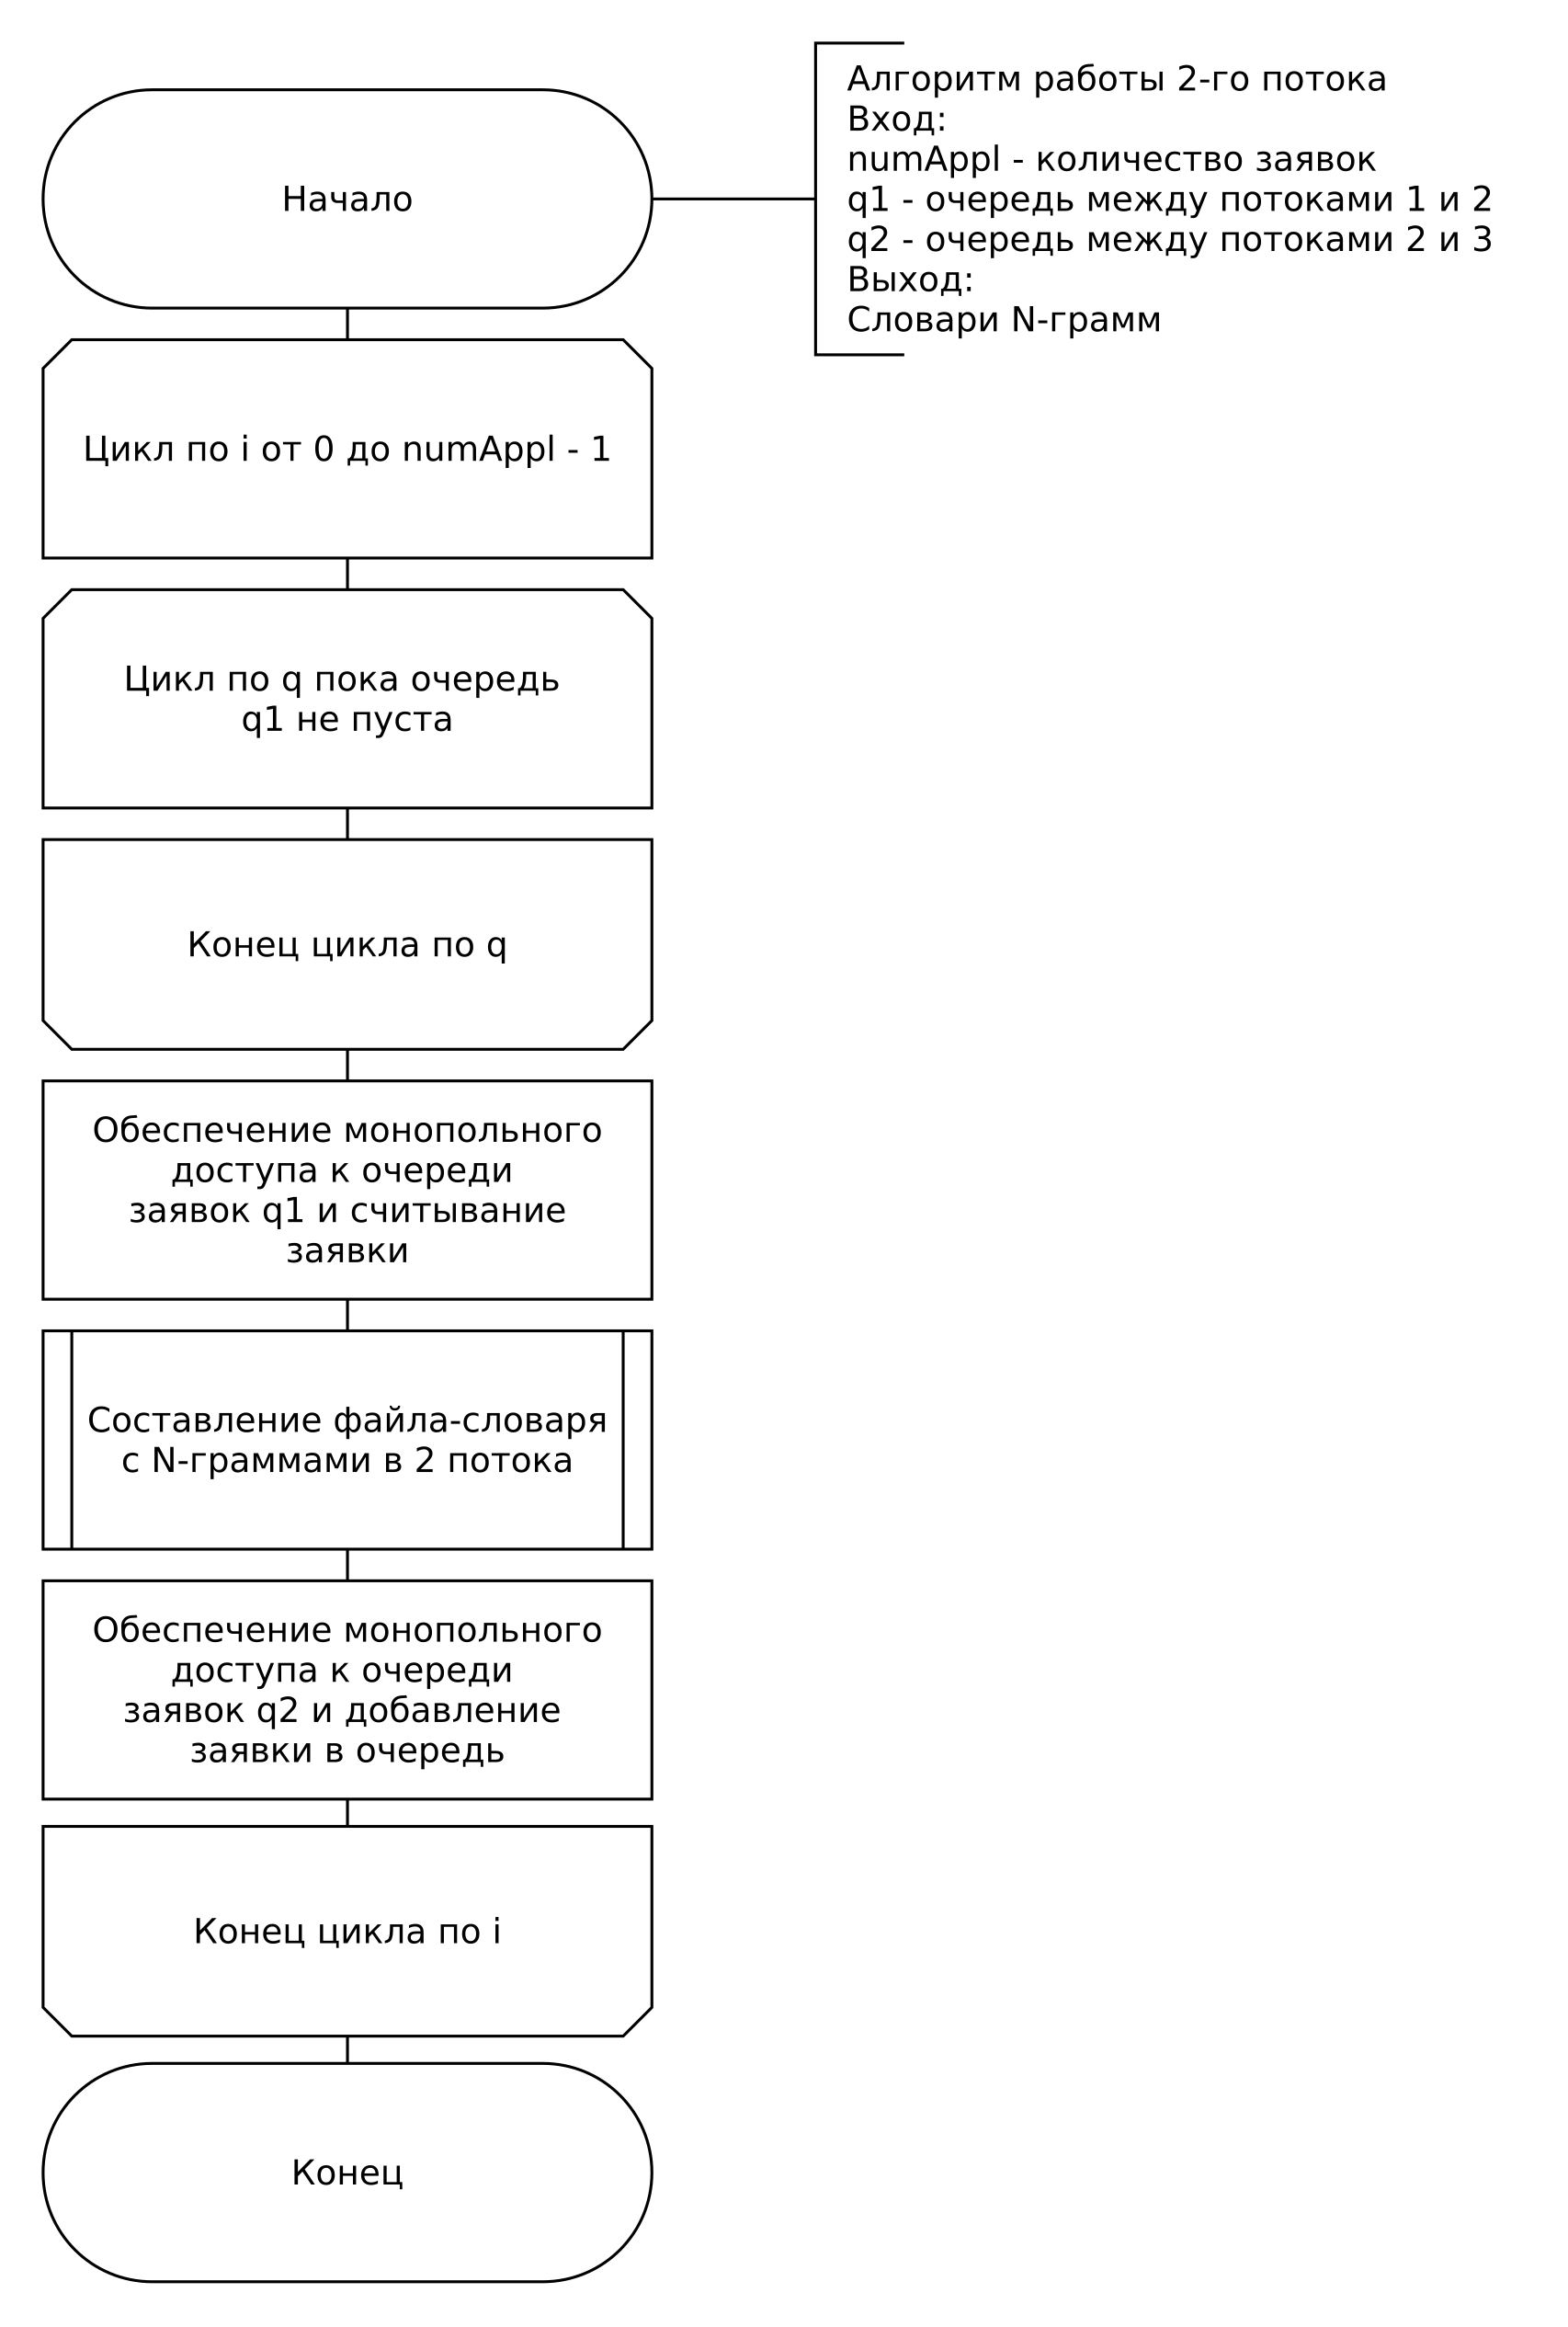 Начало
Алгоритм работы 2-го потока
Вход:
numAppl - количество заявок
q1 - очередь между потоками 1 и 2
q2 - очередь между потоками 2 и 3
Выход:
Словари N-грамм
Цикл по i от 0 до numAppl - 1
Цикл по q пока очередь
q1 не пуста
Конец цикла по q
Обеспечение монопольного
доступа к очереди
заявок q1 и считывание
заявки
Составление файла-словаря
с N-граммами в 2 потока
Обеспечение монопольного
доступа к очереди
заявок q2 и добавление
заявки в очередь
Конец цикла по i
Конец